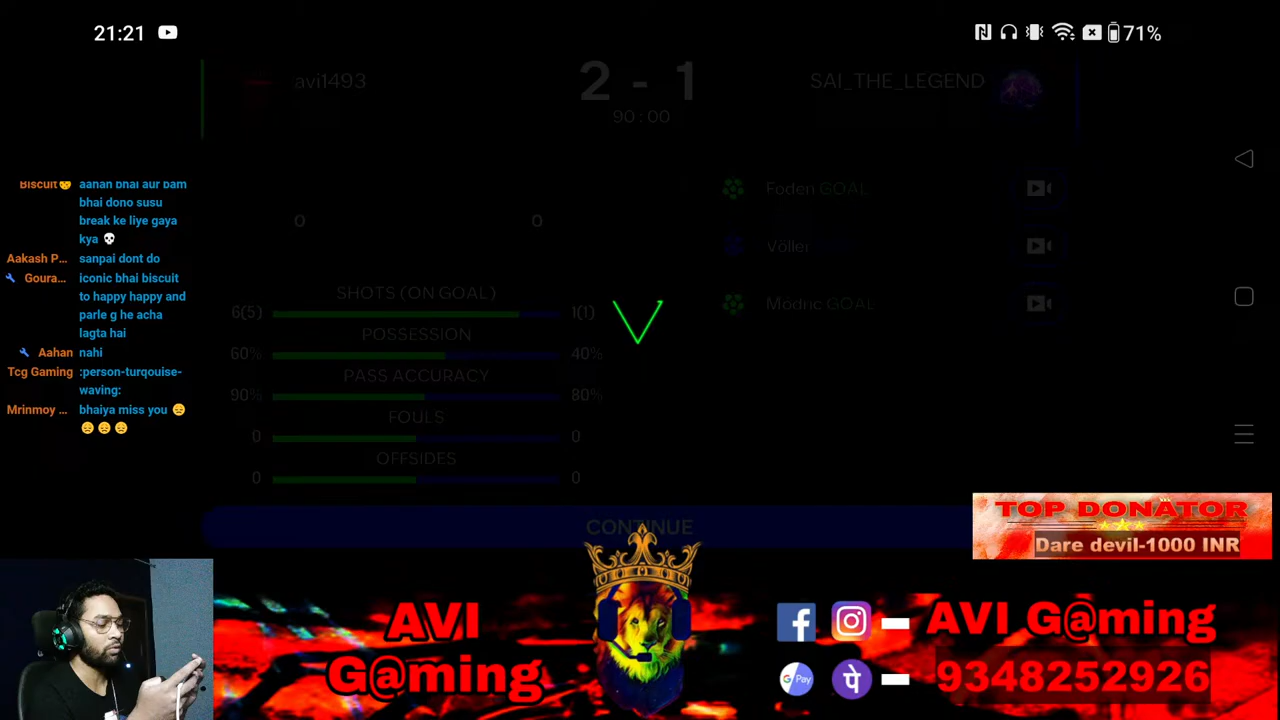 21:21
71%
avi1493
2 - 1
SAI_THE_LEGEND
90:00
Biscuit🫢 aahan bhai aur bam
bhai dono susu
break ke liye gaya
kya 💀
Aakash P... sanpai dont do
Goura... iconic bhai biscuit
to happy happy and
parle g he acha
lagta hai
Aahan nahi
Tcg Gaming :person-turqouise-
waving:
Mrinmoy ... bhaiya miss you 😔
😔😔😔
0 0
SHOTS (ON GOAL)
6(5) 1(1)
POSSESSION
60% 40%
PASS ACCURACY
90% 80%
FOULS
0 0
OFFSIDES
0 0
Foden GOAL
Völler
Modric GOAL
CONTINUE
TOP DONATOR
Dare devil-1000 INR
AVI
G@ming
AVI G@ming
G Pay
9348252926